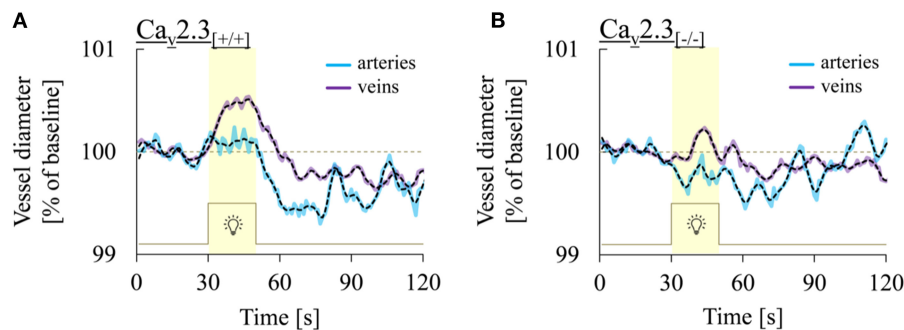 A
Cav2.3[+/+]
101
100
99
Vessel diameter
[% of baseline]
arteries
veins
0 30 60 90 120
Time [s]
B
Cav2.3[-/-]
101
100
99
Vessel diameter
[% of baseline]
arteries
veins
0 30 60 90 120
Time [s]